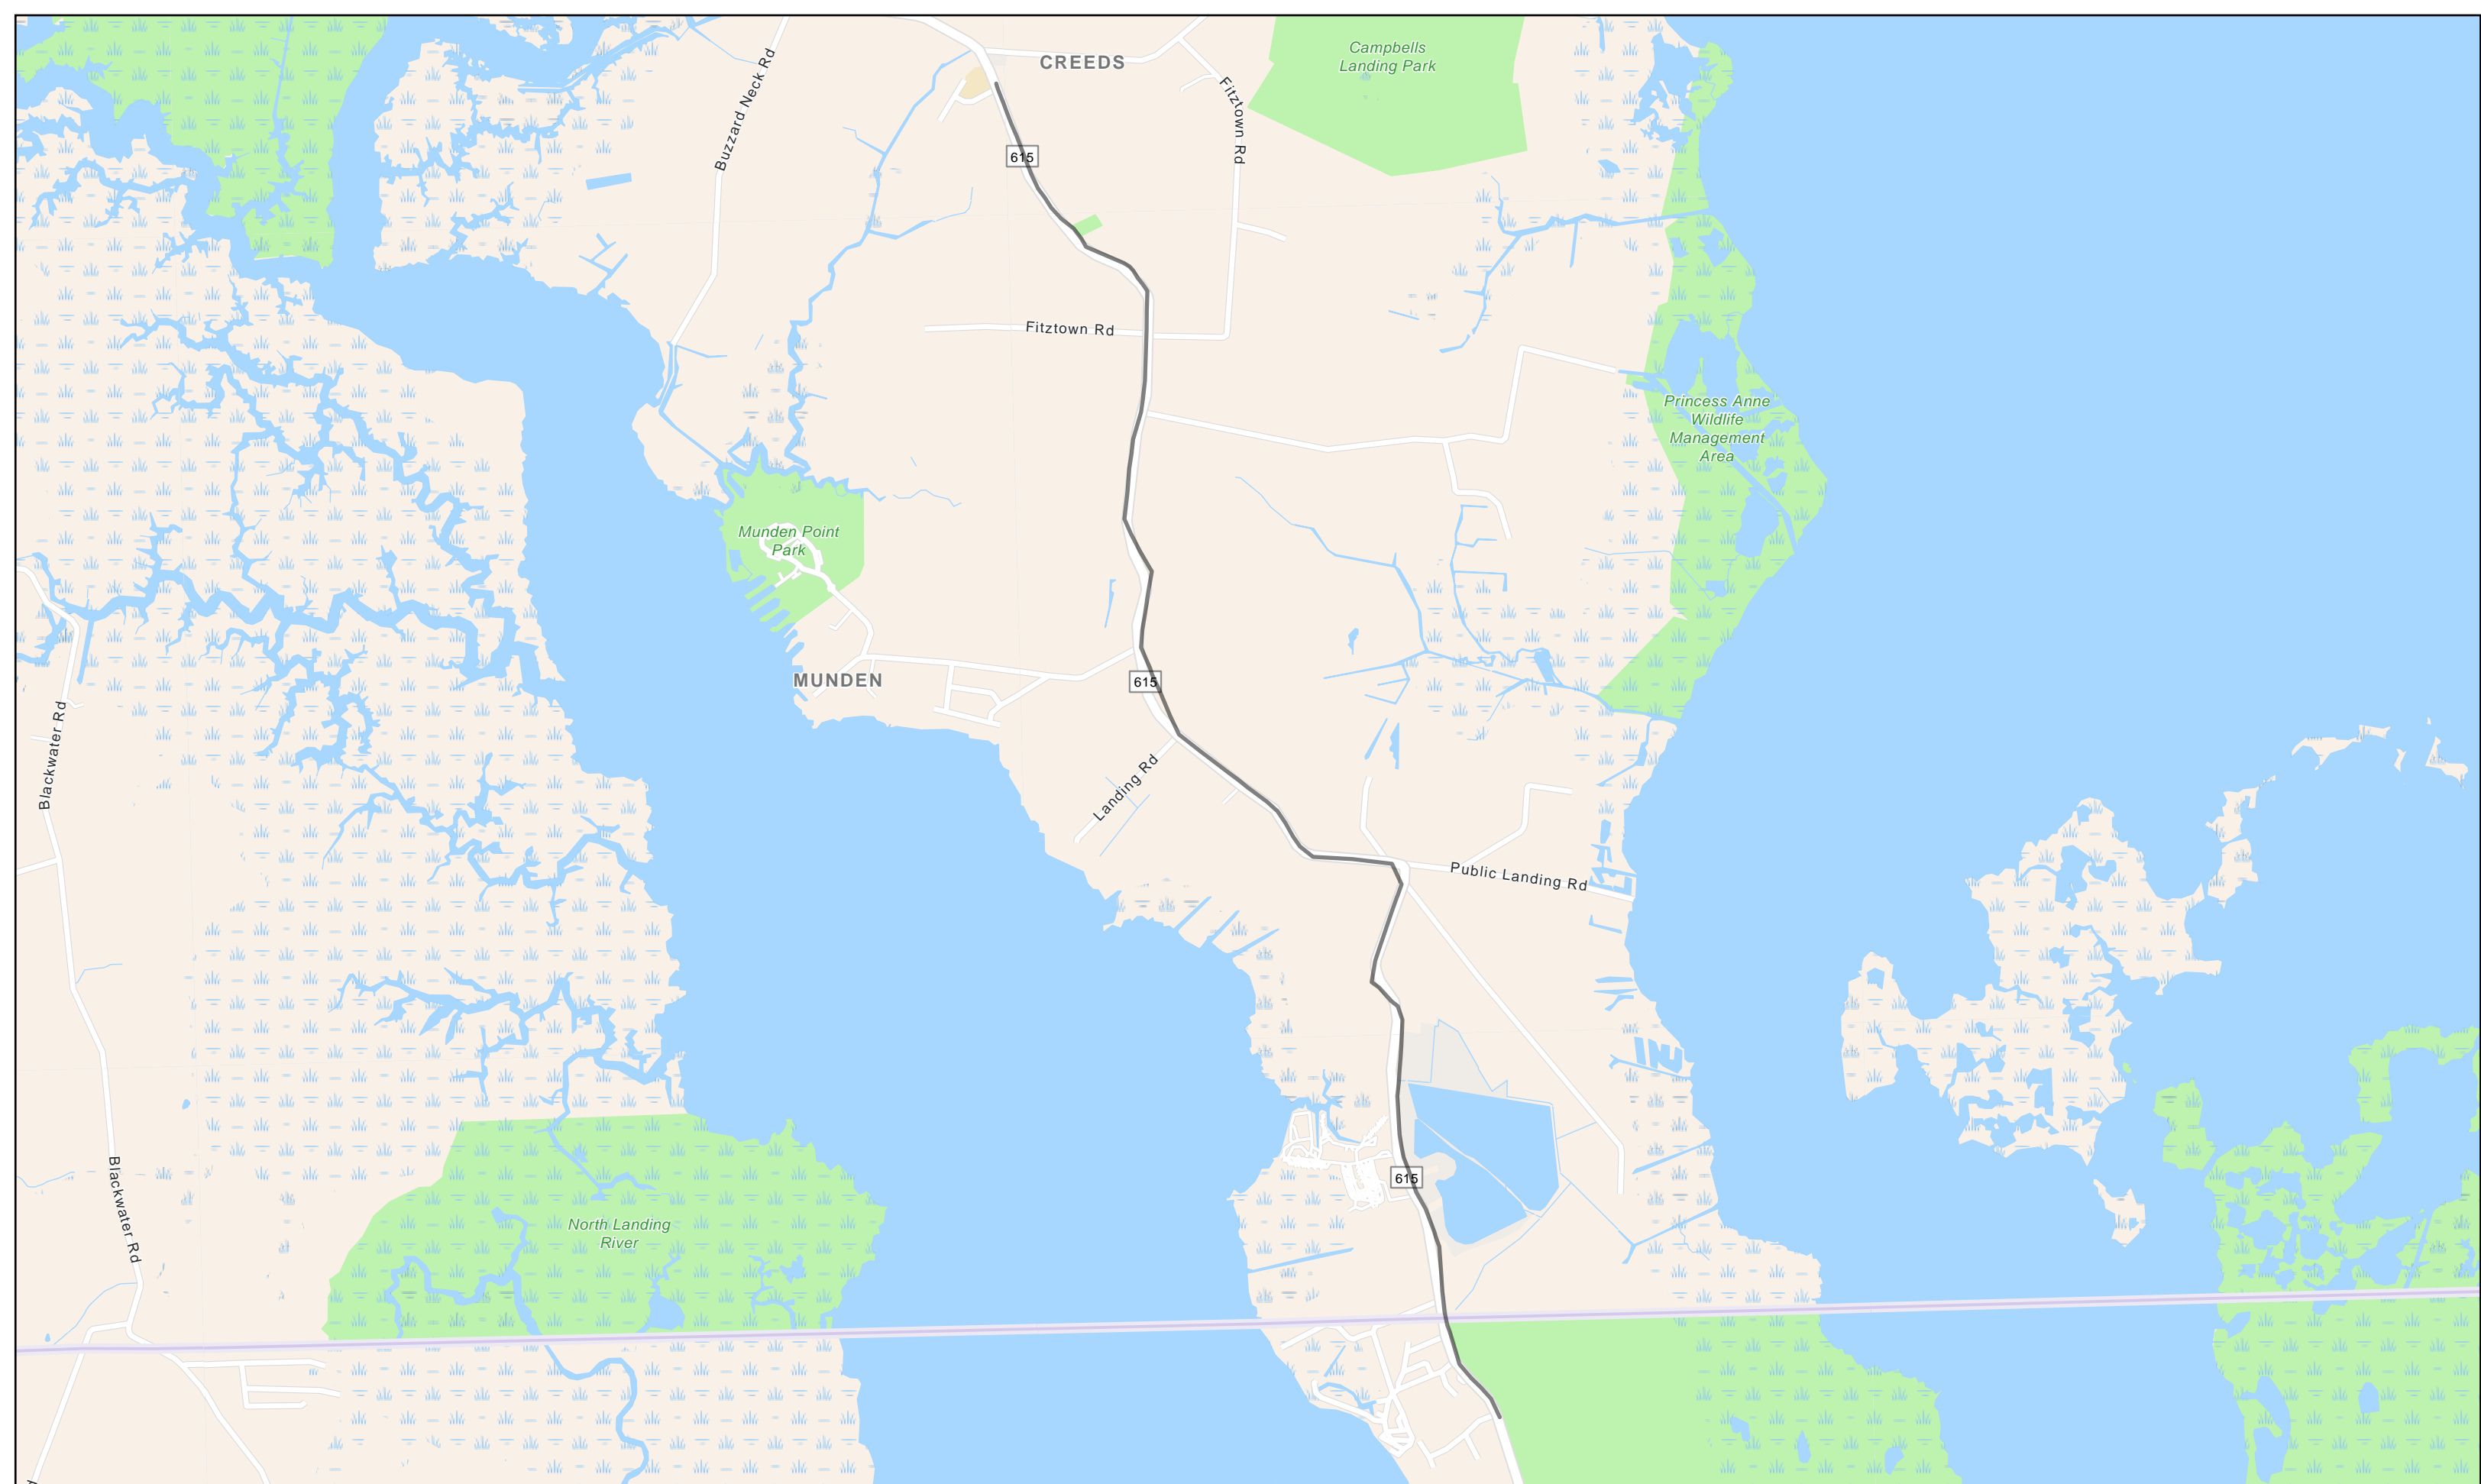 Campbells
Landing Park
CREEDS
Buzzard Neck Rd
Fitztown Rd
615
Fitztown Rd
Princess Anne
Wildlife
Management
Area
Munden Point
Park
MUNDEN
615
Blackwater Rd
Landing Rd
Public Landing Rd
615
Blackwater Rd
North Landing
River